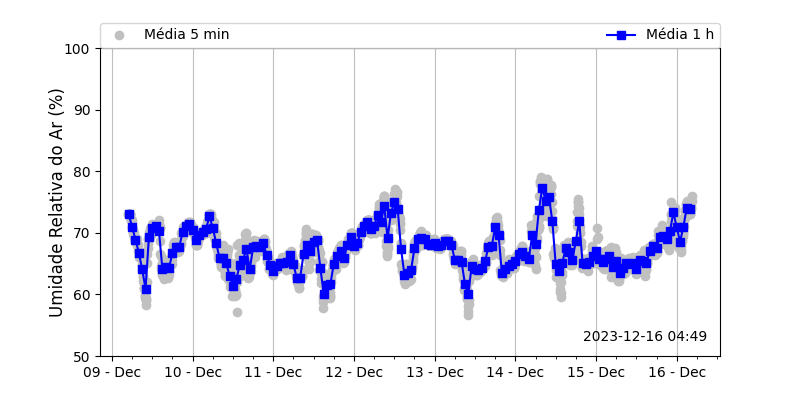 Média 5 min
Média 1 h
Umidade Relativa do Ar (%)
100
90
80
70
60
50
2023-12-16 04:49
09 - Dec
10 - Dec
11 - Dec
12 - Dec
13 - Dec
14 - Dec
15 - Dec
16 - Dec